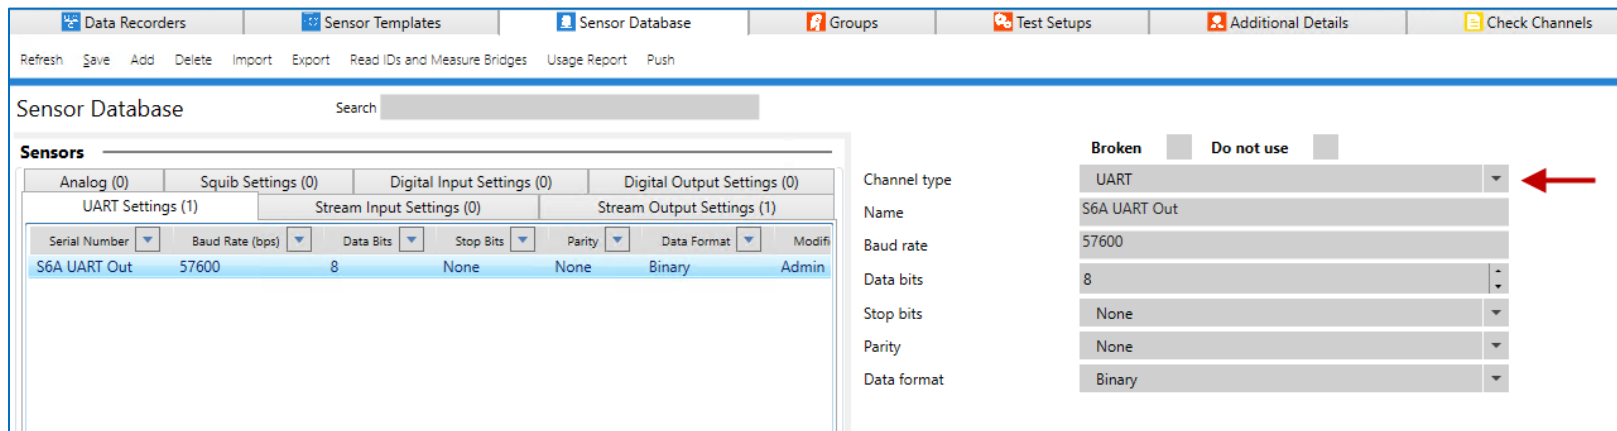 Data Recorders Sensor Templates Sensor Database Groups Test Setups Additional Details Check Channels
Refresh Save Add Delete Import Export Read IDs and Measure Bridges Usage Report Push
Sensor Database Search
Sensors
Analog (0) Squib Settings (0) Digital Input Settings (0) Digital Output Settings (0)
UART Settings (1) Stream Input Settings (0) Stream Output Settings (1)
Serial Number Baud Rate (bps) Data Bits Stop Bits Parity Data Format Modifi
S6A UART Out 57600 8 None None Binary Admin
Broken Do not use
Channel type UART
Name S6A UART Out
Baud rate 57600
Data bits 8
Stop bits None
Parity None
Data format Binary